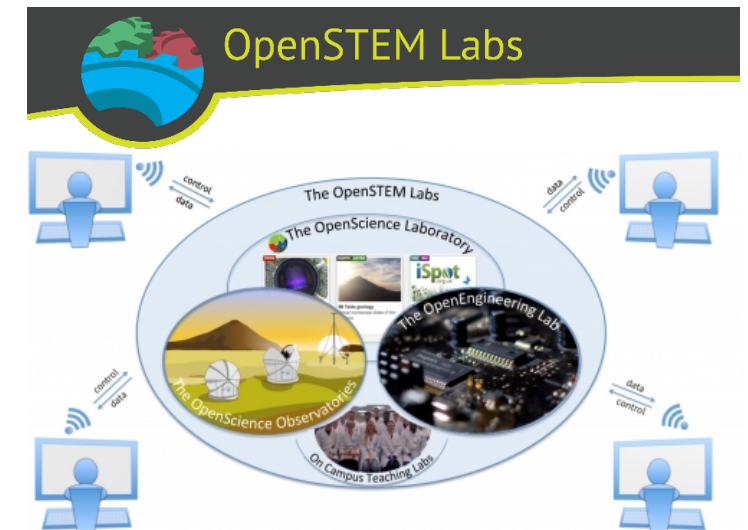 OpenSTEM Labs
control
data
data
control
The OpenSTEM Labs
The OpenScience Laboratory
iSpot
The OpenEngineering Lab
The OpenScience Observatories
control
data
data
control
On Campus Teaching Labs